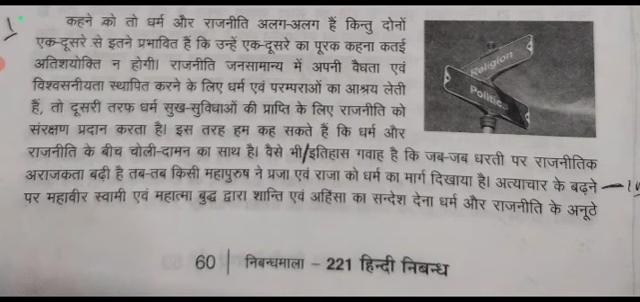 कहने को तो धर्म और राजनीति अलग-अलग हैं किन्तु दोनों
एक-दूसरे से इतने प्रभावित हैं कि उन्हें एक-दूसरे का पूरक कहना कतई
अतिशयोक्ति न होगी। राजनीति जनसामान्य में अपनी वैधता एवं
विश्वसनीयता स्थापित करने के लिए धर्म एवं परम्पराओं का आश्रय लेती
हैं, तो दूसरी तरफ धर्म सुख-सुविधाओं की प्राप्ति के लिए राजनीति को
संरक्षण प्रदान करता है। इस तरह हम कह सकते हैं कि धर्म और
राजनीति के बीच चोली-दामन का साथ है। वैसे भी/इतिहास गवाह है कि जब-जब धरती पर राजनीतिक
अराजकता बढ़ी है तब-तब किसी महापुरुष ने प्रजा एवं राजा को धर्म का मार्ग दिखाया है। अत्याचार के बढ़ने
पर महावीर स्वामी एवं महात्मा बुद्ध द्वारा शान्ति एवं अहिंसा का सन्देश देना धर्म और राजनीति के अनूठे
Religion
Politics
60 | निबन्धमाला – 221 हिन्दी निबन्ध